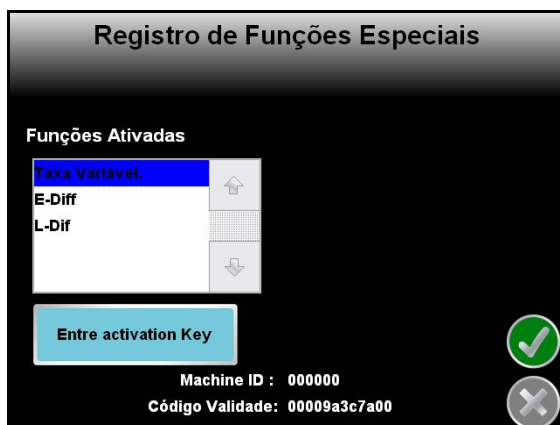 Registro de Funções Especiais
Funções Ativadas
Taxa Variável.
E-Diff
L-Dif
Entre activation Key
Machine ID : 000000
Código Validade: 00009a3c7a00